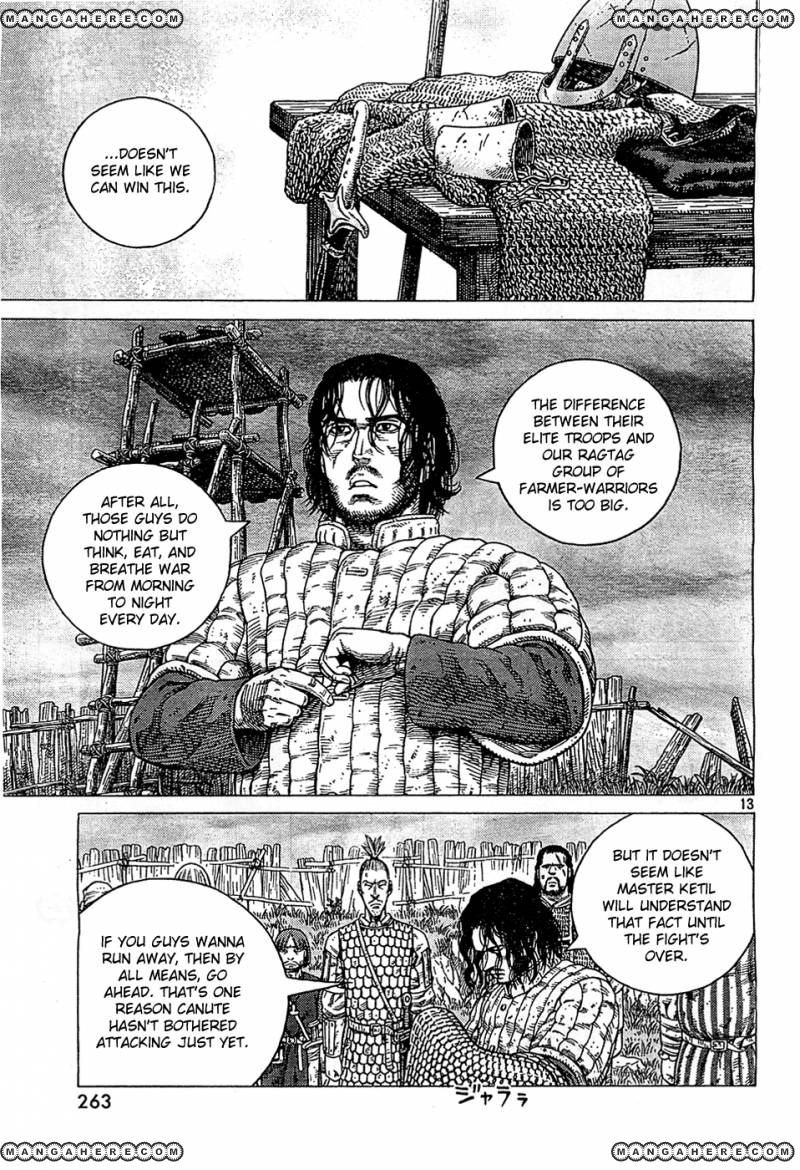 MANGAHERE.COM
MANGAHERE.COM
...DOESN'T
SEEM LIKE WE
CAN WIN THIS.
THE DIFFERENCE
BETWEEN THEIR
ELITE TROOPS AND
OUR RAGTAG
GROUP OF
FARMER-WARRIORS
IS TOO BIG.
AFTER ALL,
THOSE GUYS DO
NOTHING BUT
THINK, EAT, AND
BREATHE WAR
FROM MORNING
TO NIGHT
EVERY DAY.
13
BUT IT DOESN'T
SEEM LIKE
MASTER KETIL
WILL UNDERSTAND
THAT FACT UNTIL
THE FIGHT'S
OVER.
IF YOU GUYS WANNA
RUN AWAY, THEN BY
ALL MEANS, GO
AHEAD. THAT'S ONE
REASON CANUTE
HASN'T BOTHERED
ATTACKING JUST YET.
ジャラァ
263
MANGAHERE.COM
MANGAHERE.COM